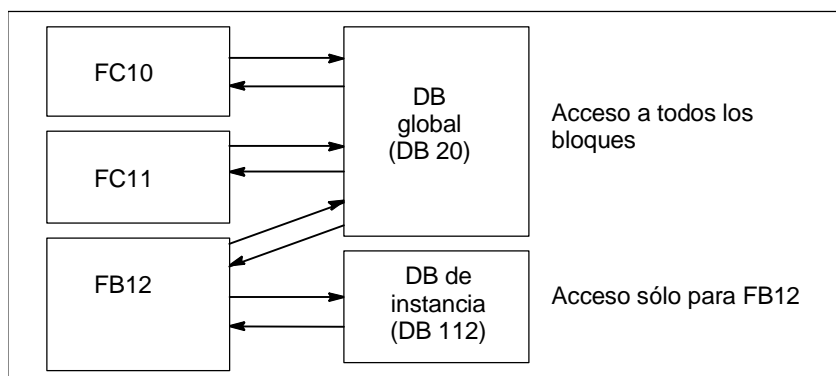 FC10
FC11
FB12
DB
global
(DB 20)
Acceso a todos los
bloques
DB de
instancia
(DB 112)
Acceso sólo para FB12